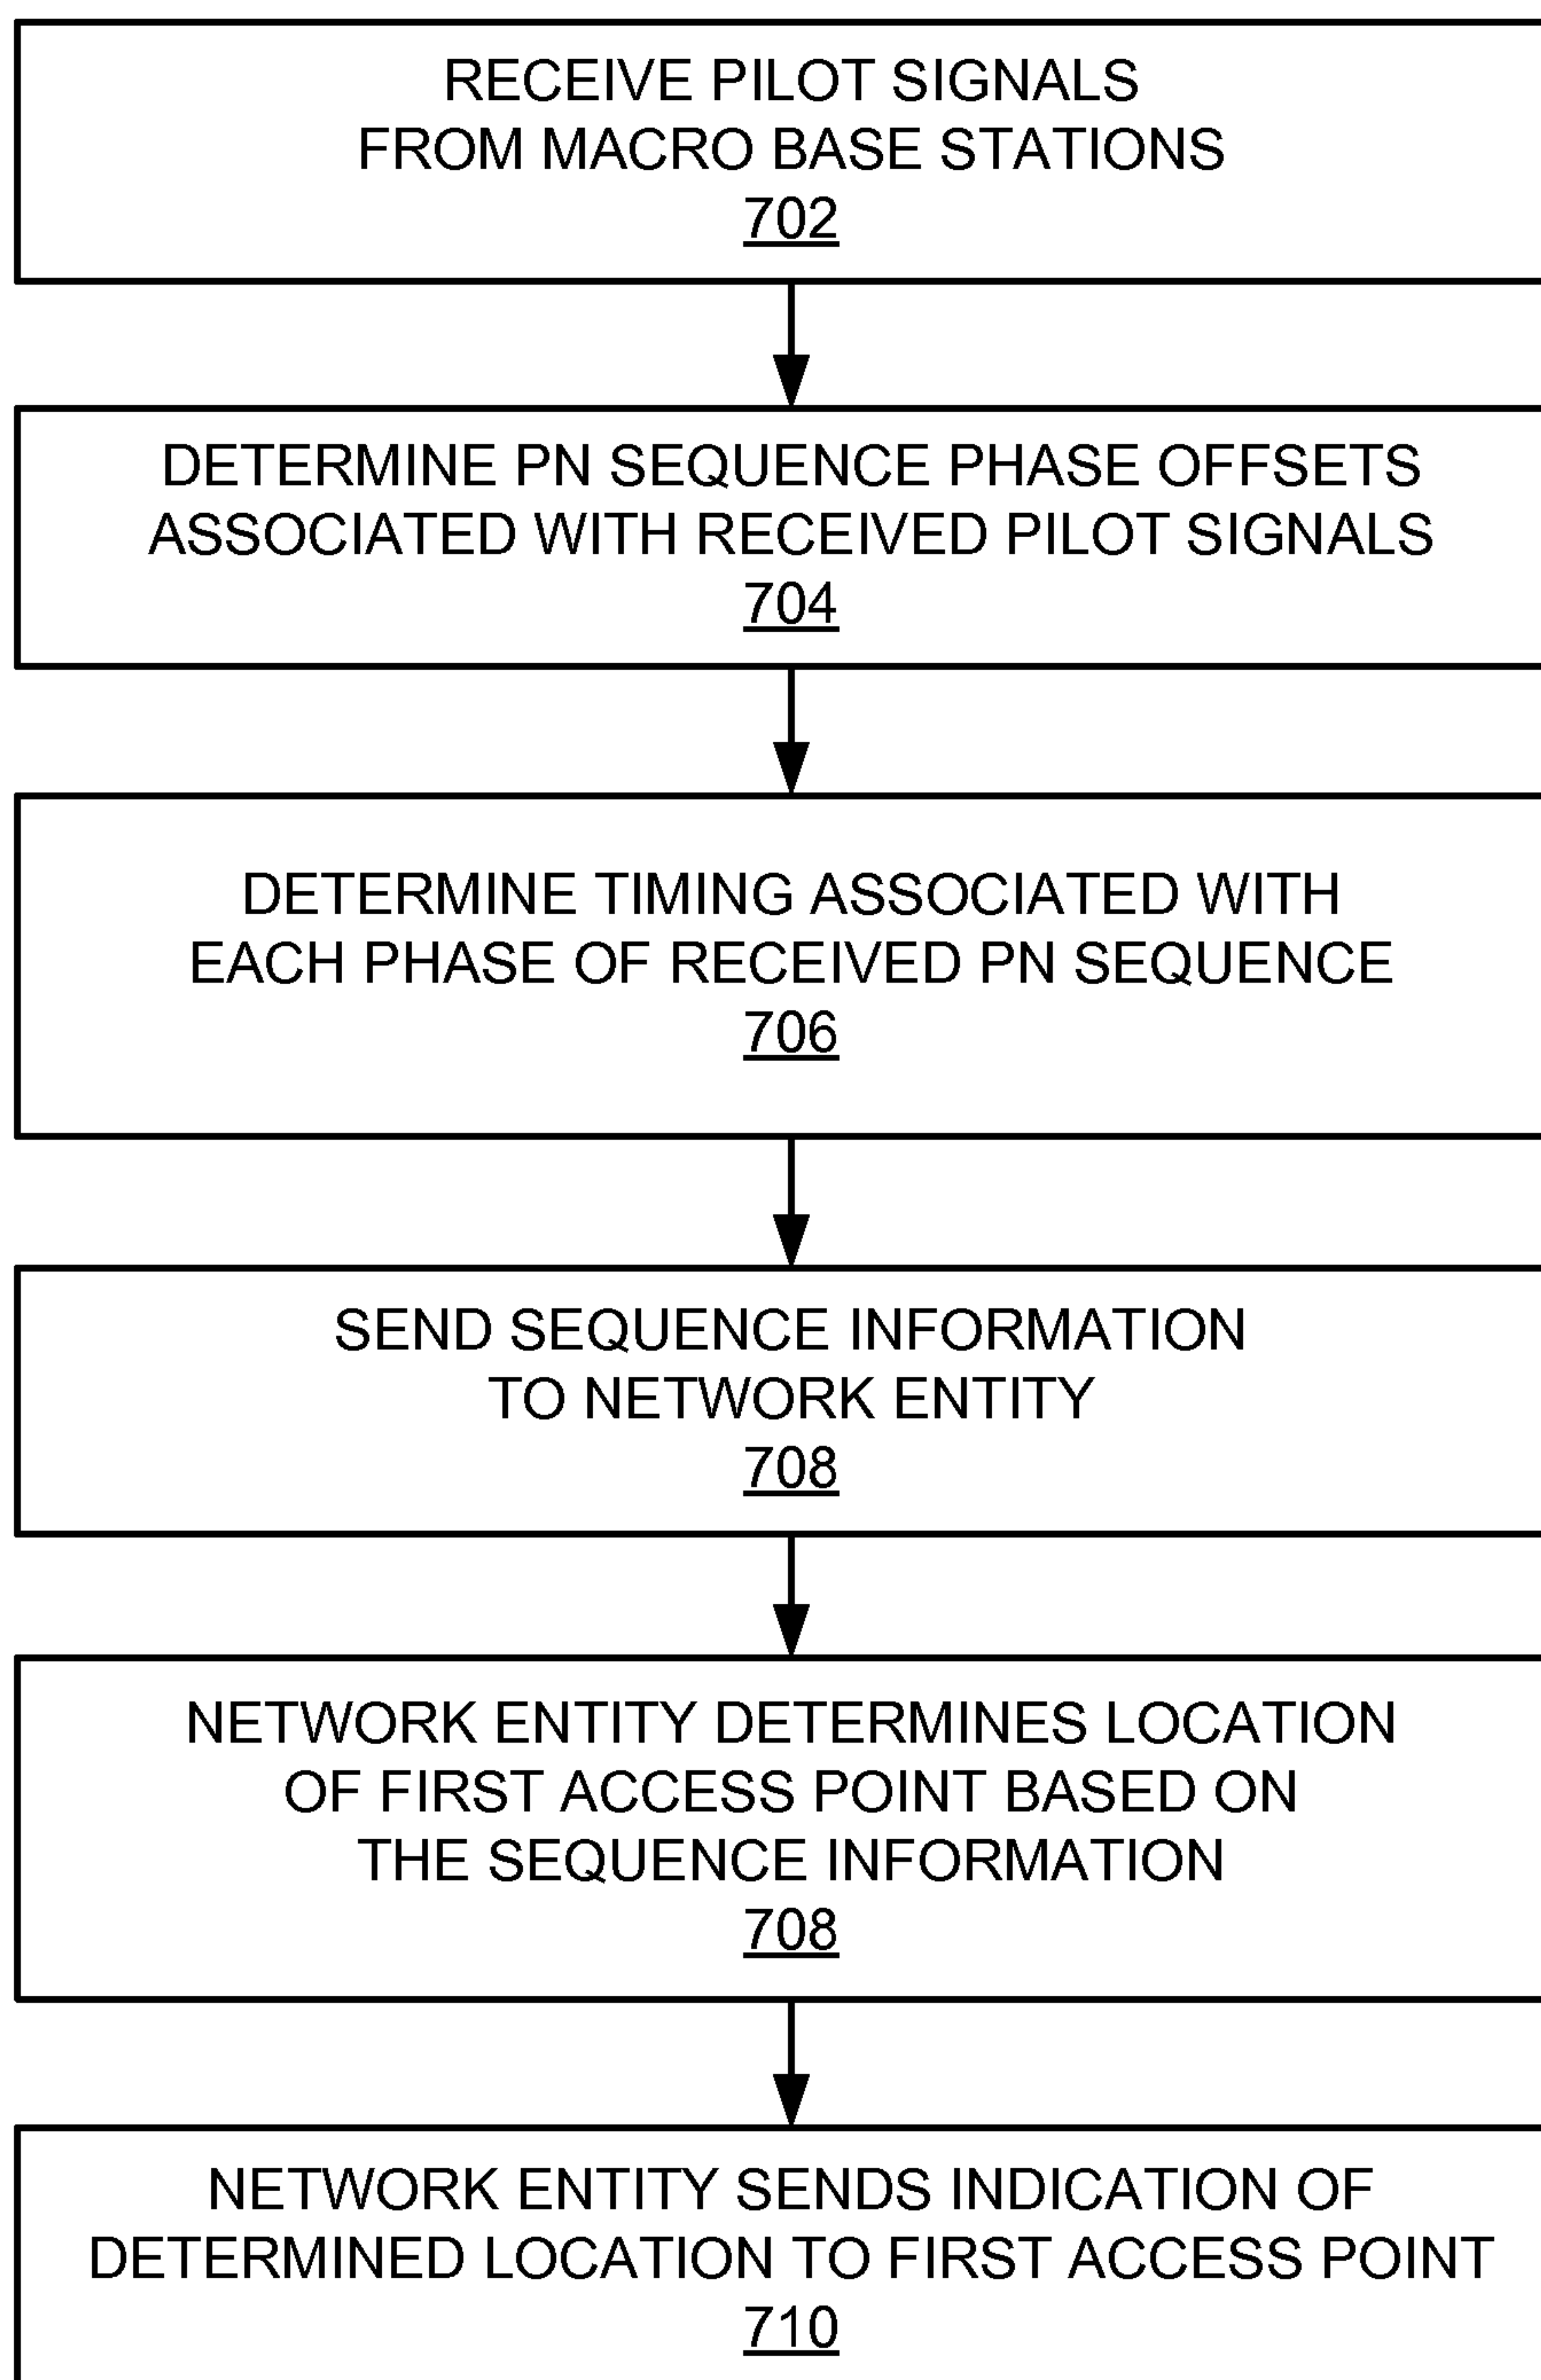 RECEIVE PILOT SIGNALS
FROM MACRO BASE STATIONS
702
DETERMINE PN SEQUENCE PHASE OFFSETS
ASSOCIATED WITH RECEIVED PILOT SIGNALS
704
DETERMINE TIMING ASSOCIATED WITH
EACH PHASE OF RECEIVED PN SEQUENCE
706
SEND SEQUENCE INFORMATION
TO NETWORK ENTITY
708
NETWORK ENTITY DETERMINES LOCATION
OF FIRST ACCESS POINT BASED ON
THE SEQUENCE INFORMATION
708
NETWORK ENTITY SENDS INDICATION OF
DETERMINED LOCATION TO FIRST ACCESS POINT
710